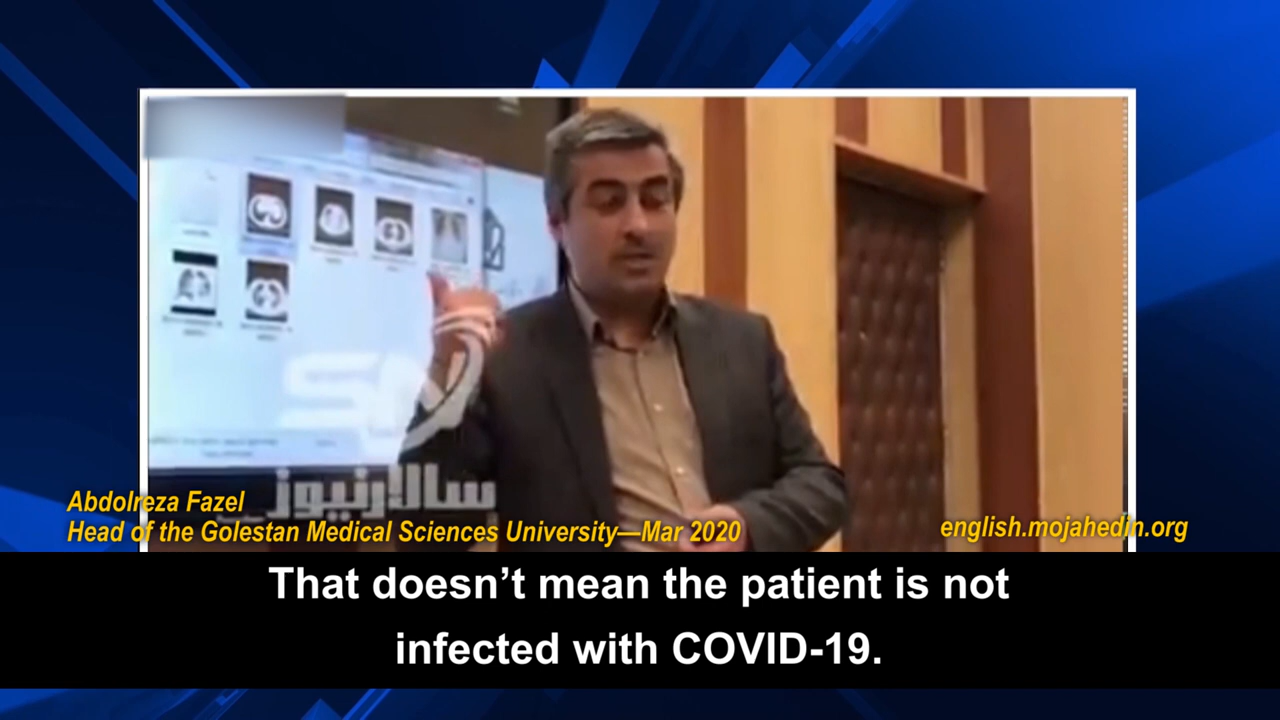 SN
سالارنیوز
Abdolreza Fazel
Head of the Golestan Medical Sciences University—Mar 2020
english.mojahedin.org
That doesn’t mean the patient is not
infected with COVID-19.